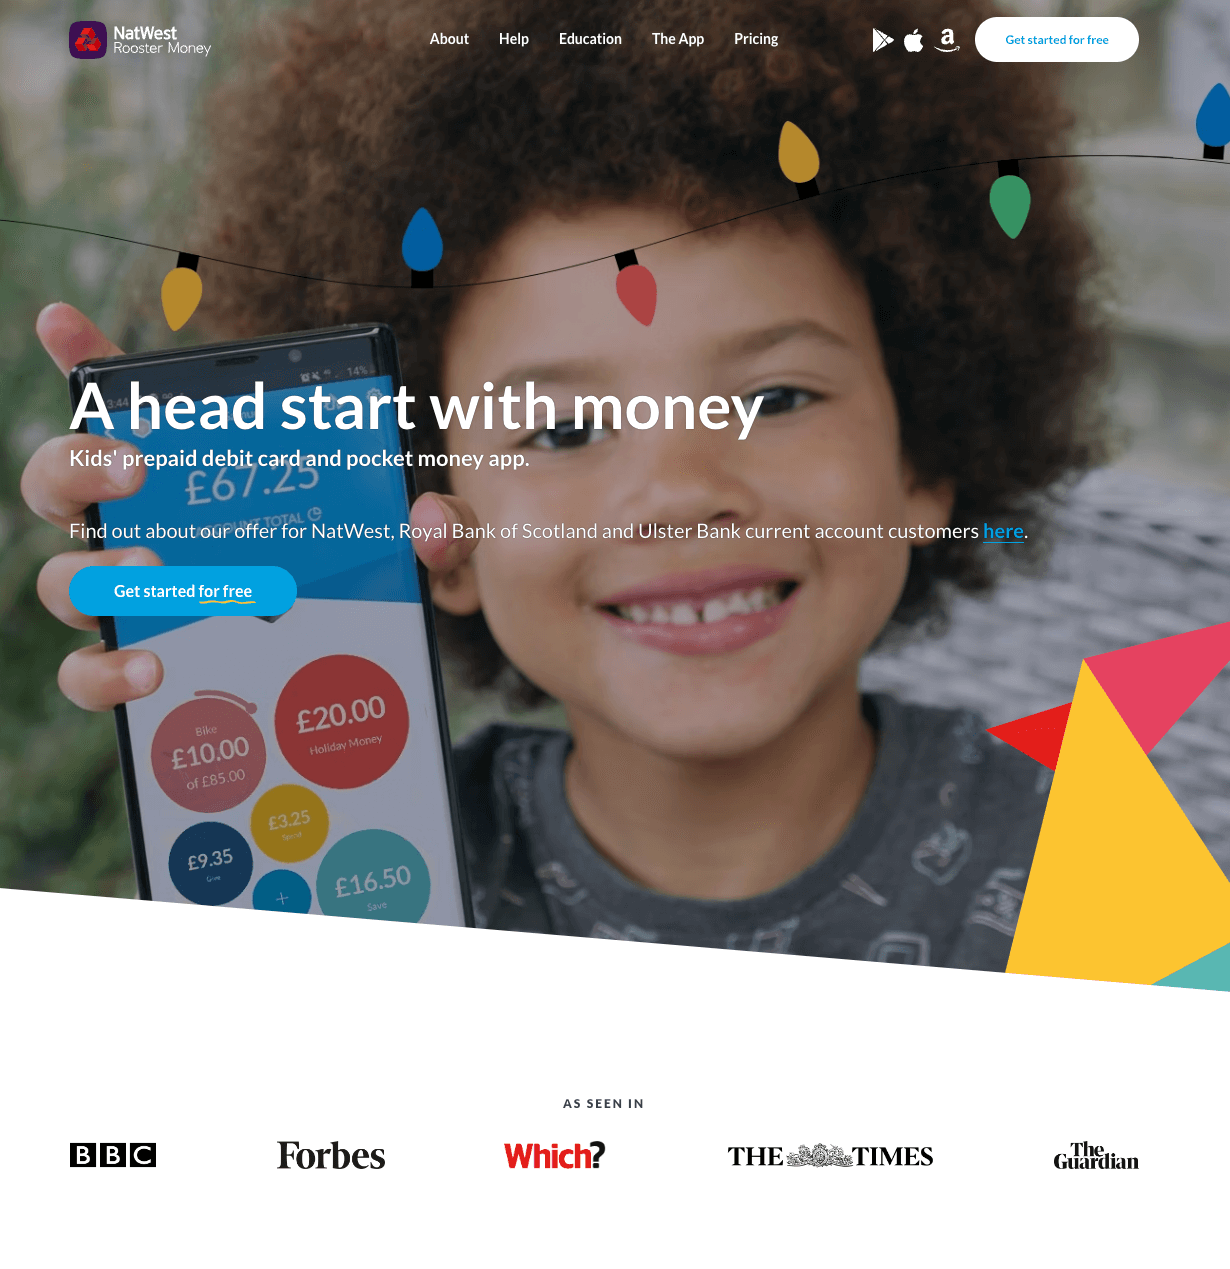 NatWest
Rooster Money
About
Help
Education
The App
Pricing
Get started for free
A head start with money
Kids' prepaid debit card and pocket money app.
£67.25
ACCOUNT TOTAL
Find out about our offer for NatWest, Royal Bank of Scotland and Ulster Bank current account customers here.
Get started for free
Bike
£10.00
of £85.00
£20.00
Holiday Money
£3.25
Spend
£9.35
Give
£16.50
Save
AS SEEN IN
BBC
Forbes
Which?
THE TIMES
The
Guardian